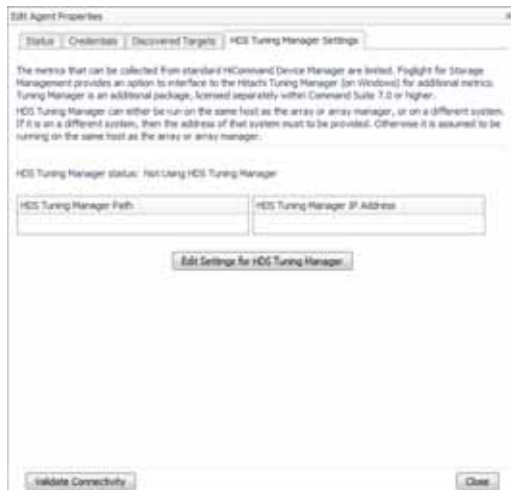 Edit Agent Properties
Status
Credentials
Discovered Targets
HDS Tuning Manager Settings
The metrics that can be collected from standard HiCommand Device Manager are limited. Foglight for Storage
Management provides an option to interface to the Hitachi Tuning Manager (on Windows) for additional metrics.
Tuning Manager is an additional package, licensed separately within Command Suite 7.0 or higher.
HDS Tuning Manager can either be run on the same host as the array or array manager, or on a different system.
If it is on a different system, then the address of that system must to be provided. Otherwise it is assumed to be
running on the same host as the array or array manager.
HDS Tuning Manager status: Not Using HDS Tuning Manager
HDS Tuning Manager Path
HDS Tuning Manager IP Address
Edit Settings for HDS Tuning Manager
Validate Connectivity
Close